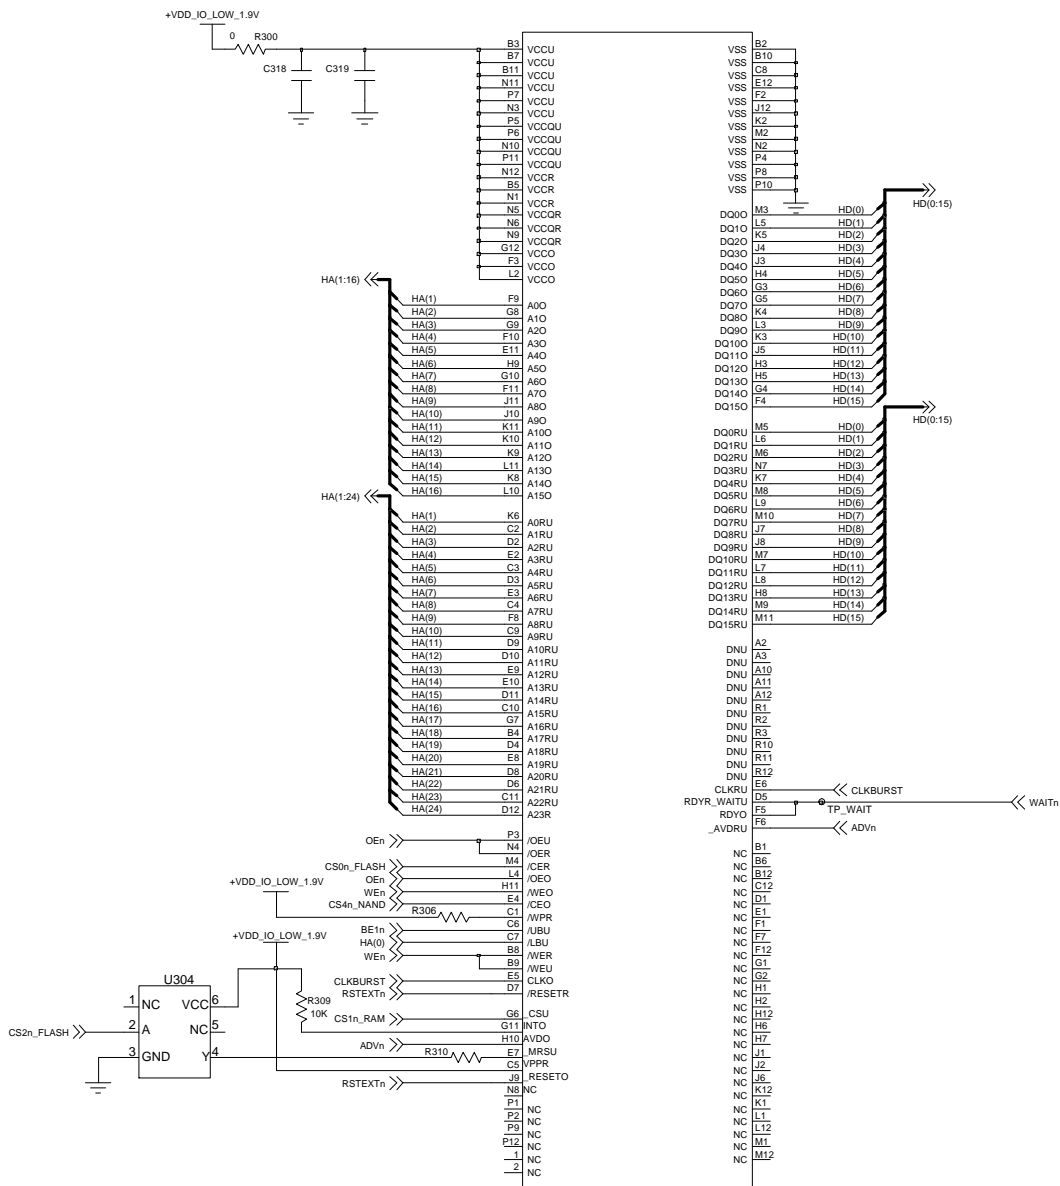 +VDD_IO_LOW_1.9V
0 R300
C318 C319
B3 VCCU
B7 VCCU
B11 VCCU
N11 VCCU
P7 VCCU
N3 VCCU
P5 VCCQU
P6 VCCQU
N10 VCCQU
P11 VCCQU
N12 VCCR
B5 VCCR
N1 VCCR
N5 VCCQR
N6 VCCQR
N9 VCCQR
G12 VCCO
F3 VCCO
L2 VCCO
HA(1:16)
HA(1) F9 A0O
HA(2) G8 A1O
HA(3) G9 A2O
HA(4) F10 A3O
HA(5) E11 A4O
HA(6) H9 A5O
HA(7) G10 A6O
HA(8) F11 A7O
HA(9) J11 A8O
HA(10) J10 A9O
HA(11) K11 A10O
HA(12) K10 A11O
HA(13) K9 A12O
HA(14) L11 A13O
HA(15) K8 A14O
HA(16) L10 A15O
HA(1:24)
HA(1) K6 A0RU
HA(2) C2 A1RU
HA(3) D2 A2RU
HA(4) E2 A3RU
HA(5) C3 A4RU
HA(6) D3 A5RU
HA(7) E3 A6RU
HA(8) C4 A7RU
HA(9) F8 A8RU
HA(10) C9 A9RU
HA(11) D9 A10RU
HA(12) D10 A11RU
HA(13) E9 A12RU
HA(14) E10 A13RU
HA(15) D11 A14RU
HA(16) C10 A15RU
HA(17) G7 A16RU
HA(18) B4 A17RU
HA(19) D4 A18RU
HA(20) E8 A19RU
HA(21) D8 A20RU
HA(22) D6 A21RU
HA(23) C11 A22RU
HA(24) D12 A23R
OEn P3 /OEU
N4 /OER
CS0n_FLASH M4 /CER
OEn L4 /OEO
WEn H11 /WEO
CS4n_NAND E4 /CEO
+VDD_IO_LOW_1.9V
R306 C1 /WPR
BE1n C6 /UBU
HA(0) C7 /LBU
WEn B8 /WER
B9 /WEU
+VDD_IO_LOW_1.9V
CLKBURST E5 CLKO
RSTEXTn D7 /RESETR
R309
10K
CS1n_RAM G6 _CSU
G11 INTO
ADVn H10 AVDO
R310 E7 _MRSU
C5 VPPR
RSTEXTn J9 _RESETO
N8 NC
P1 NC
P2 NC
P9 NC
P12 NC
1 NC
2 NC
U304
1 NC VCC 6
CS2n_FLASH 2 A NC 5
3 GND Y 4
VSS B2
VSS B10
VSS C8
VSS E12
VSS F2
VSS J12
VSS K2
VSS M2
VSS N2
VSS P4
VSS P8
VSS P10
HD(0:15)
DQ0O M3 HD(0)
DQ1O L5 HD(1)
DQ2O K5 HD(2)
DQ3O J4 HD(3)
DQ4O J3 HD(4)
DQ5O H4 HD(5)
DQ6O G3 HD(6)
DQ7O G5 HD(7)
DQ8O K4 HD(8)
DQ9O L3 HD(9)
DQ10O K3 HD(10)
DQ11O J5 HD(11)
DQ12O H3 HD(12)
DQ13O H5 HD(13)
DQ14O G4 HD(14)
DQ15O F4 HD(15)
HD(0:15)
DQ0RU M5 HD(0)
DQ1RU L6 HD(1)
DQ2RU M6 HD(2)
DQ3RU N7 HD(3)
DQ4RU K7 HD(4)
DQ5RU M8 HD(5)
DQ6RU L9 HD(6)
DQ7RU M10 HD(7)
DQ8RU J7 HD(8)
DQ9RU J8 HD(9)
DQ10RU M7 HD(10)
DQ11RU L7 HD(11)
DQ12RU L8 HD(12)
DQ13RU H8 HD(13)
DQ14RU M9 HD(14)
DQ15RU M11 HD(15)
DNU A2
DNU A3
DNU A10
DNU A11
DNU A12
DNU R1
DNU R2
DNU R3
DNU R10
DNU R11
DNU R12
CLKRU E6 CLKBURST
RDYR_WAITU D5 WAITn
TP_WAIT
RDYO F5
_AVDRU F6 ADVn
NC B1
NC B6
NC B12
NC C12
NC D1
NC E1
NC F1
NC F7
NC F12
NC G1
NC G2
NC H1
NC H2
NC H12
NC H6
NC H7
NC J1
NC J2
NC J6
NC K12
NC K1
NC L1
NC L12
NC M1
NC M12